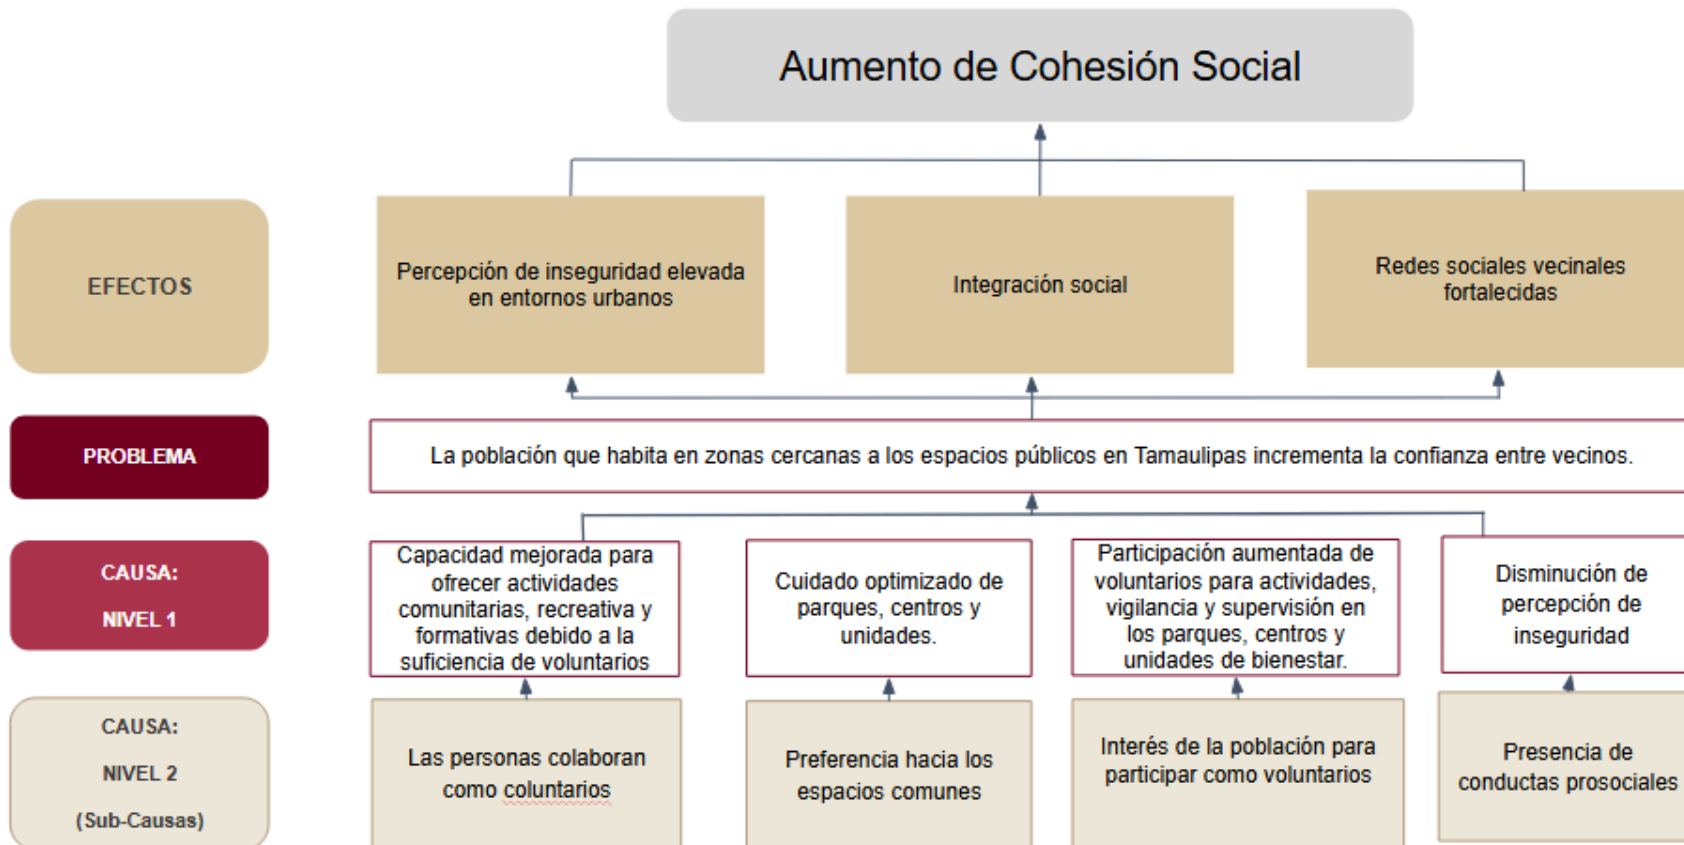 Aumento de Cohesión Social
EFECTOS
Percepción de inseguridad elevada
en entornos urbanos
Integración social
Redes sociales vecinales
fortalecidas
PROBLEMA
La población que habita en zonas cercanas a los espacios públicos en Tamaulipas incrementa la confianza entre vecinos.
CAUSA:
NIVEL 1
Capacidad mejorada para
ofrecer actividades
comunitarias, recreativa y
formativas debido a la
suficiencia de voluntarios
Cuidado optimizado de
parques, centros y
unidades.
Participación aumentada de
voluntarios para actividades,
vigilancia y supervisión en
los parques, centros y
unidades de bienestar.
Disminución de
percepción de
inseguridad
CAUSA:
NIVEL 2
(Sub-Causas)
Las personas colaboran
como coluntarios
Preferencia hacia los
espacios comunes
Interés de la población para
participar como voluntarios
Presencia de
conductas prosociales